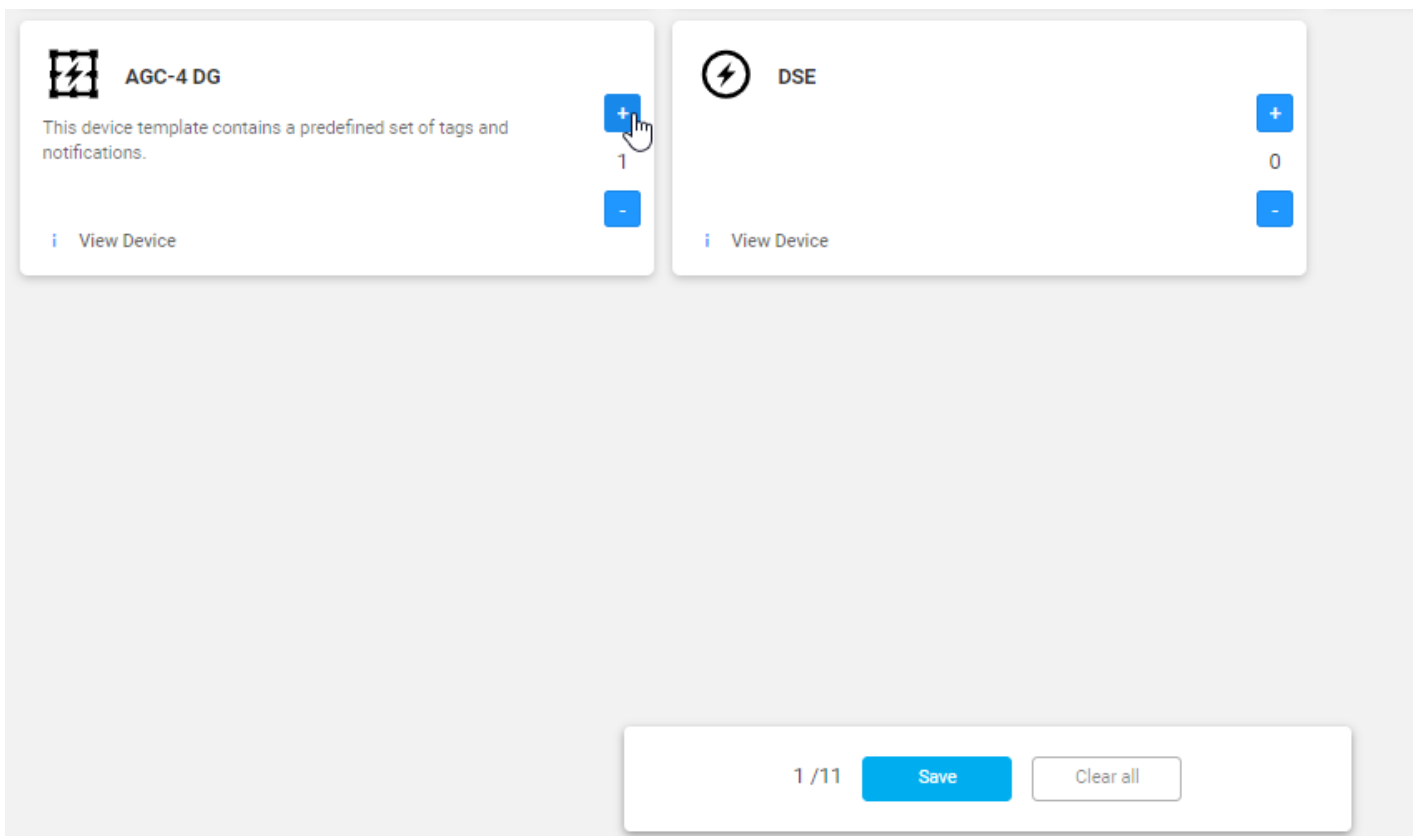 AGC-4 DG
This device template contains a predefined set of tags and
notifications.
+
1
-
i View Device
DSE
+
0
-
i View Device
1 /11 Save Clear all